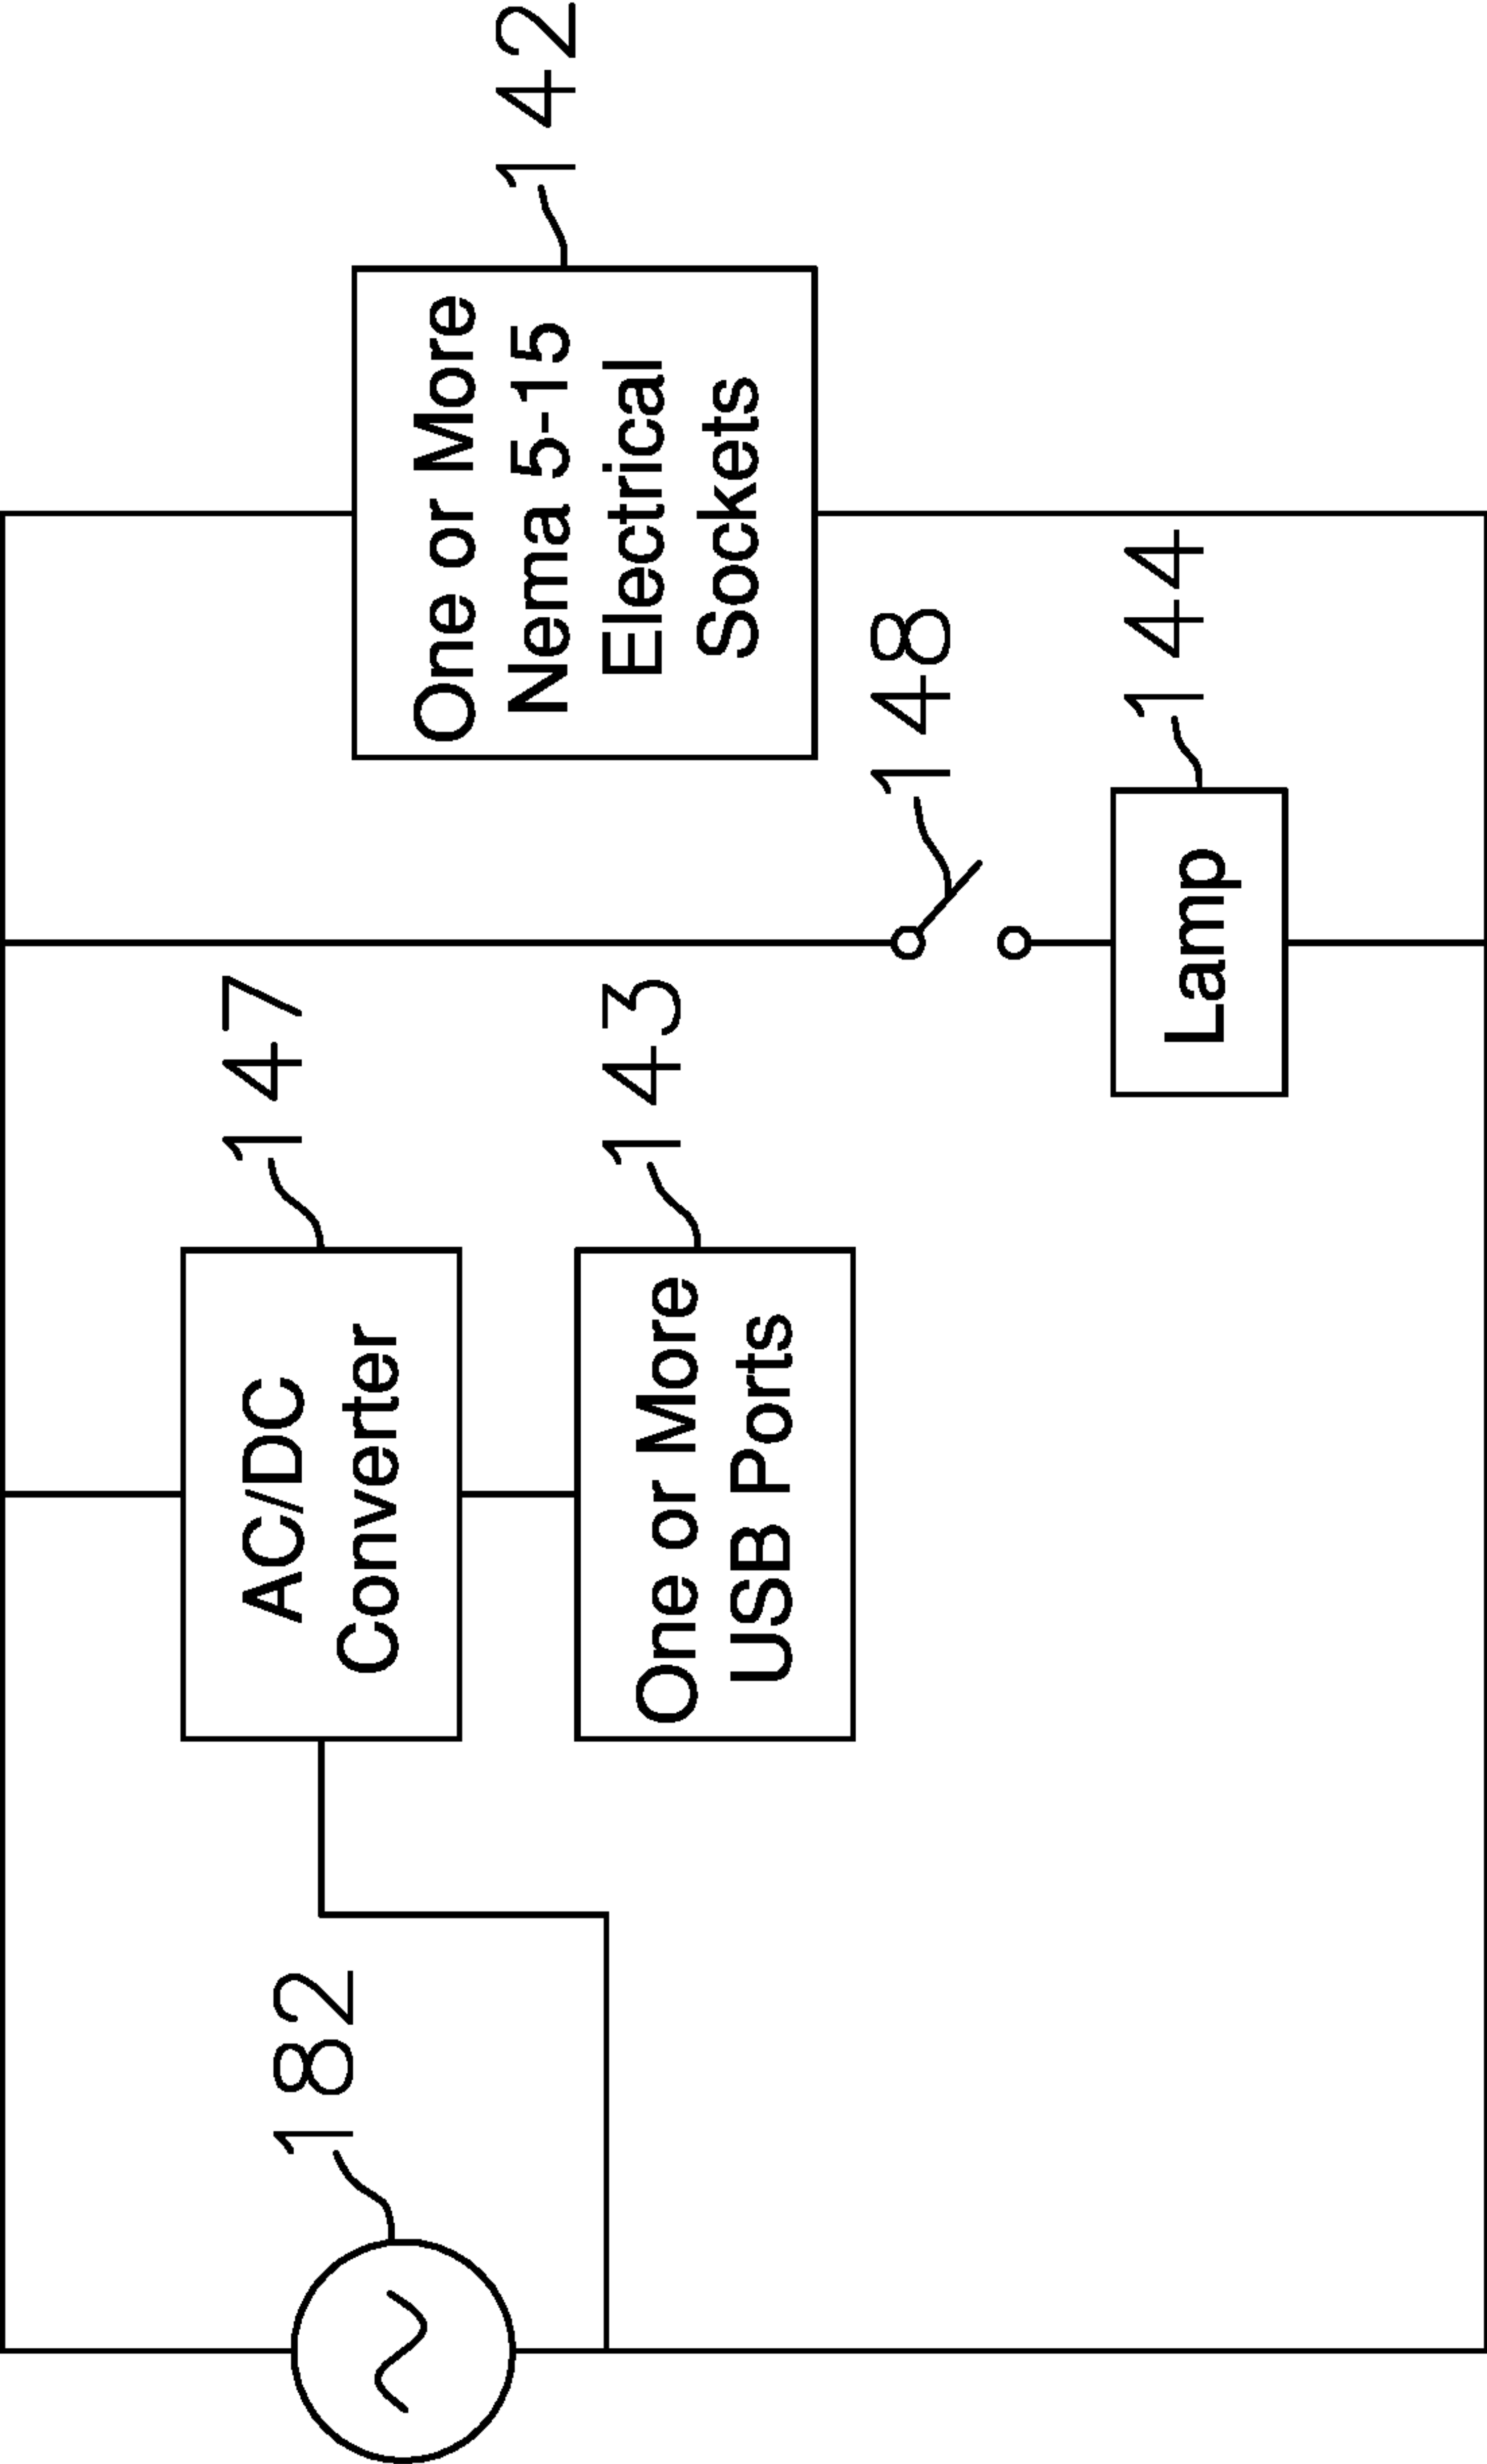 182
AC/DC
Converter
147
One or More
USB Ports
143
148
Lamp
144
One or More
Nema 5-15
Electrical
Sockets
142